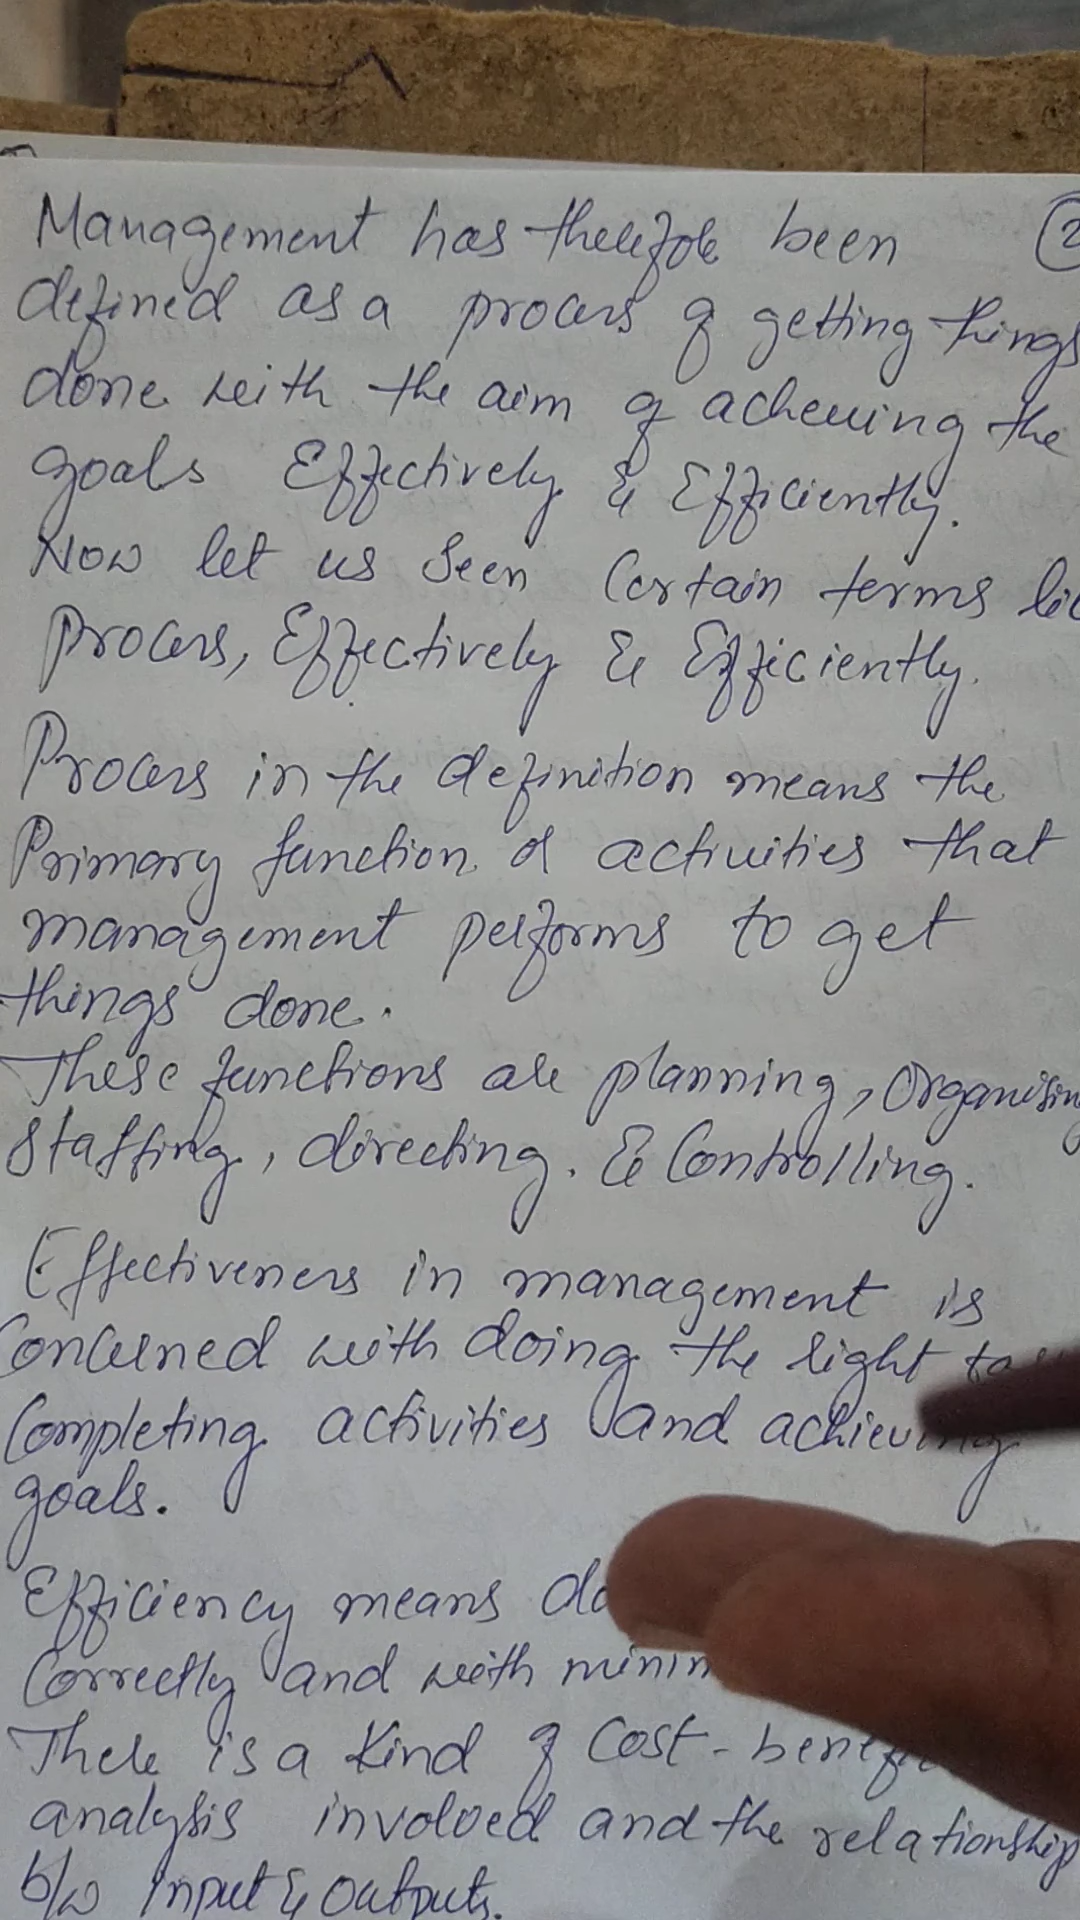 Management has therefore been 2
defined as a process of getting things
done with the aim of acheving the
goals Effectively & Efficiently.
Now let us seen Certain terms
Process, Effectively & Efficiently.
Process in the definition means the
Primary function or activities that
management performs to get
things done.
These functions are planning, Organising
Staffing, directing. & Controlling.
Effectiveness in management is
Concerned with doing the right
Completing activities and achieving
goals.
Efficiency means
Correctly and with
There is a Kind of Cost-benefit
analysis involved and the relationship
b/w Input & Outputs.